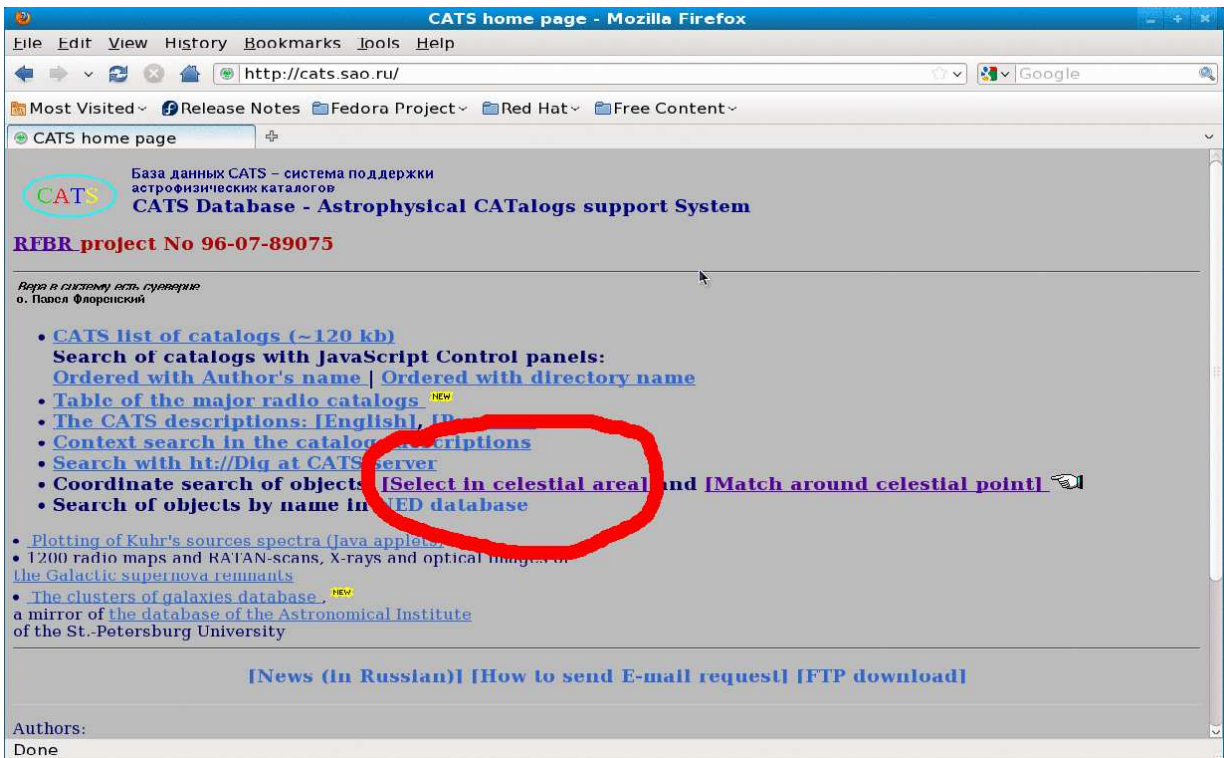 CATS home page - Mozilla Firefox
File Edit View History Bookmarks Tools Help
http://cats.sao.ru/ Google
Most Visited Release Notes Fedora Project Red Hat Free Content
CATS home page
CATS
База данных CATS – система поддержки
астрофизических каталогов
CATS Database - Astrophysical CATalogs support System
RFBR project No 96-07-89075
Вера в систему есть суеверие
о. Павел Флоренский
• CATS list of catalogs (~120 kb)
Search of catalogs with JavaScript Control panels:
Ordered with Author's name | Ordered with directory name
• Table of the major radio catalogs NEW
• The CATS descriptions: [English],
• Context search in the catalog descriptions
• Search with ht://Dig at CATS server
• Coordinate search of objects [Select in celestial area] and [Match around celestial point]
• Search of objects by name in NED database
• Plotting of Kuhr's sources spectra (Java applets)
• 1200 radio maps and RATAN-scans, X-rays and optical images of
the Galactic supernova remnants
• The clusters of galaxies database , NEW
a mirror of the database of the Astronomical Institute
of the St.-Petersburg University
[News (in Russian)] [How to send E-mail request] [FTP download]
Authors:
Done